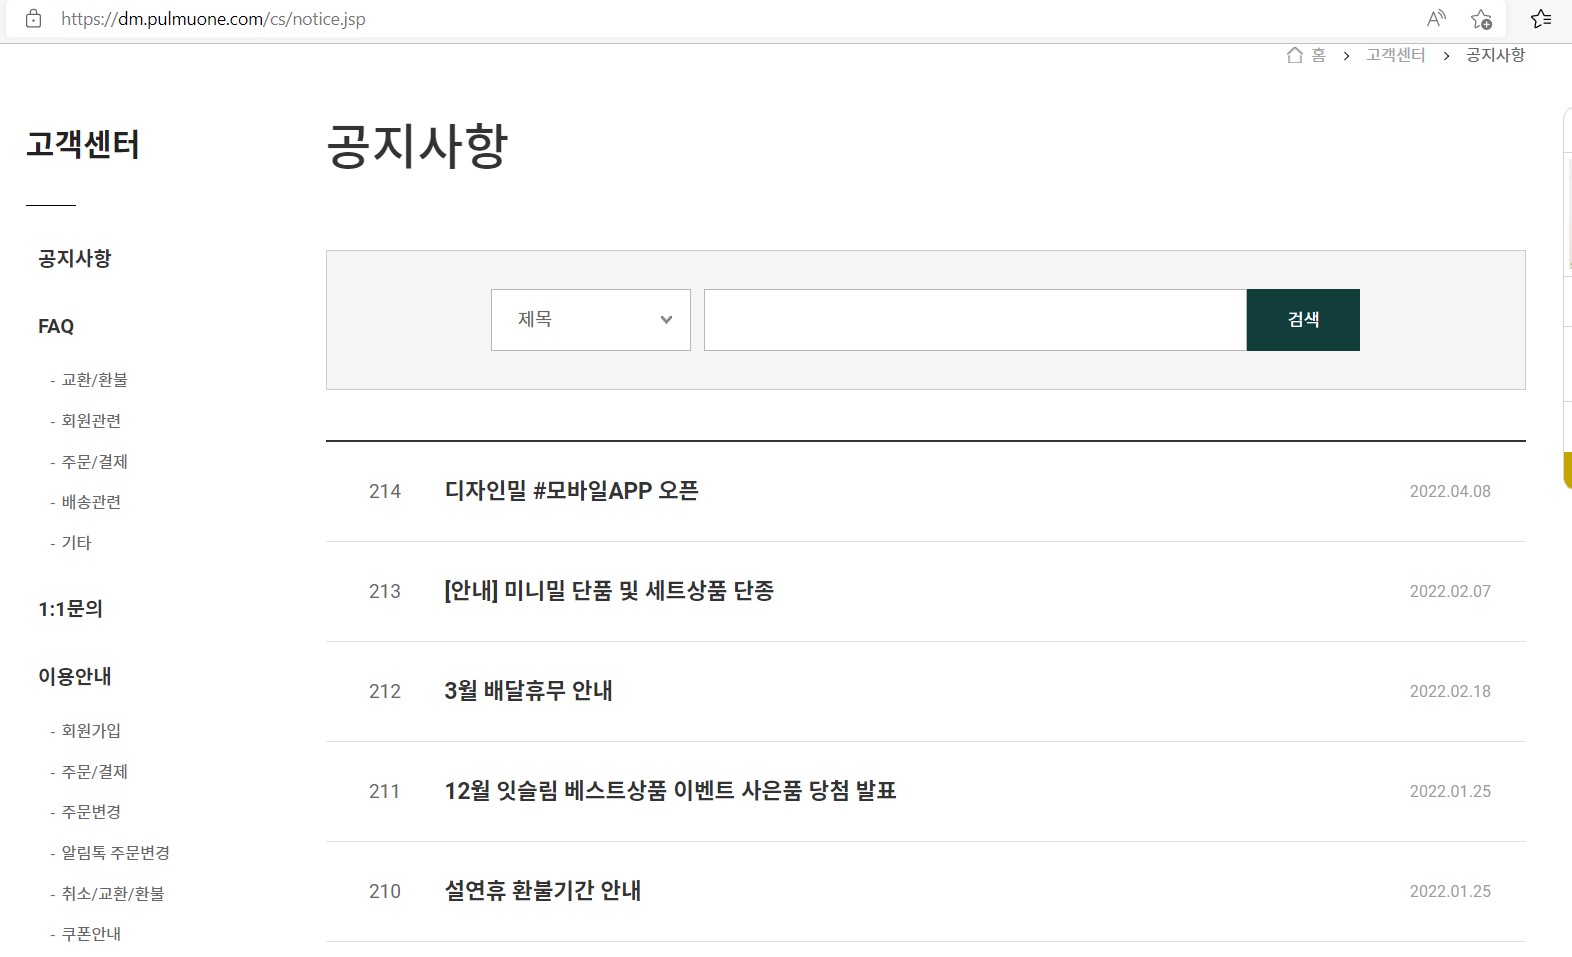 https://dm.pulmuone.com/cs/notice.jsp
홈 > 고객센터 > 공지사항
고객센터
공지사항
FAQ
- 교환/환불
- 회원관련
- 주문/결제
- 배송관련
- 기타
1:1문의
이용안내
- 회원가입
- 주문/결제
- 주문변경
- 알림톡 주문변경
- 취소/교환/환불
- 쿠폰안내
공지사항
제목 검색
214 디자인밀 #모바일APP 오픈 2022.04.08
213 [안내] 미니밀 단품 및 세트상품 단종 2022.02.07
212 3월 배달휴무 안내 2022.02.18
211 12월 잇슬림 베스트상품 이벤트 사은품 당첨 발표 2022.01.25
210 설연휴 환불기간 안내 2022.01.25